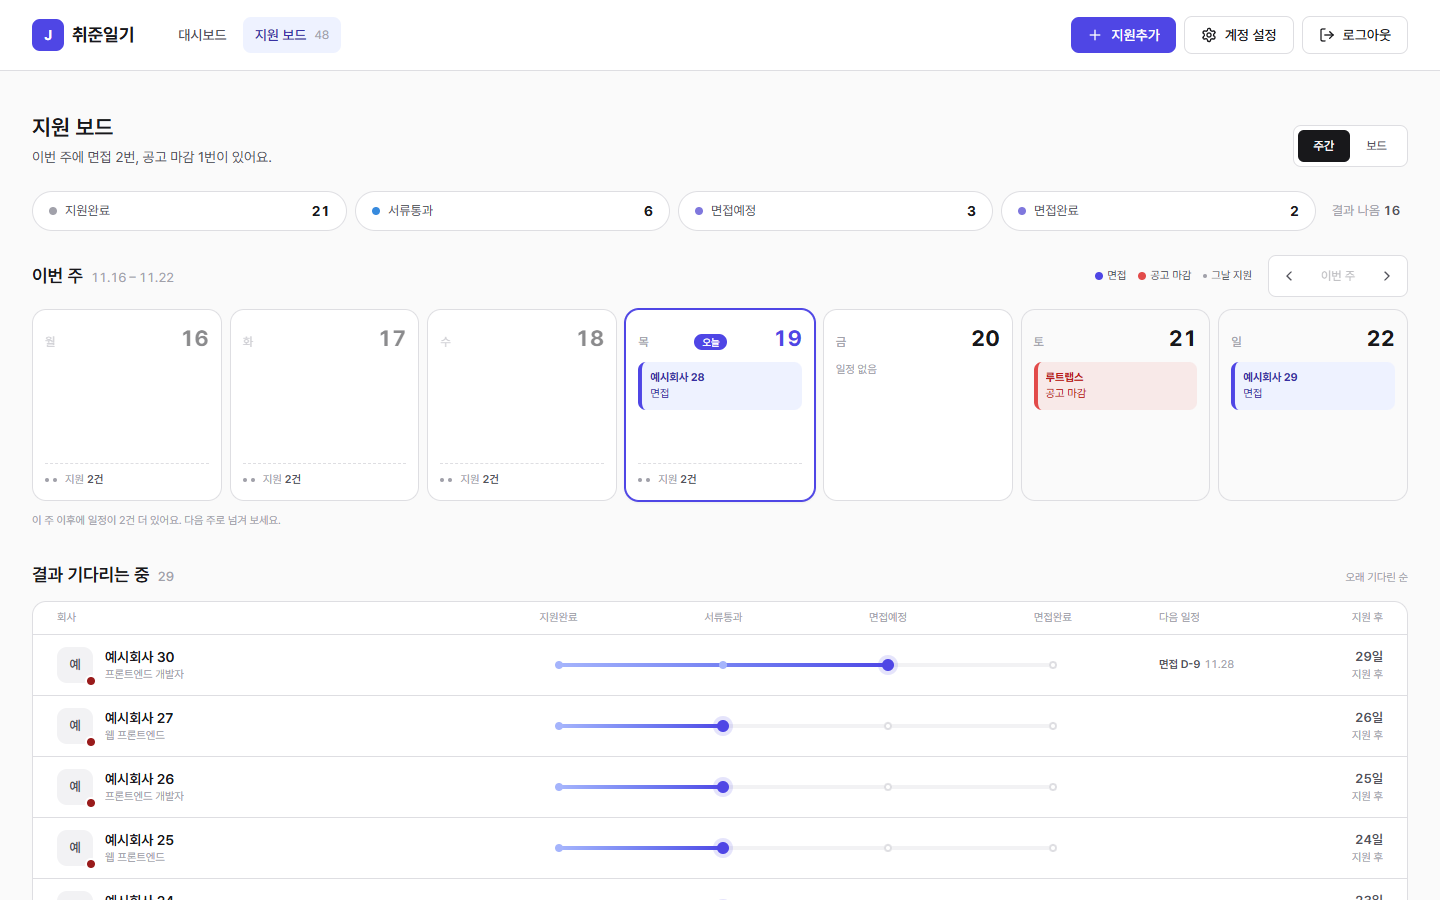 J 취준일기 대시보드 지원 보드 48 지원추가 계정 설정 로그아웃
지원 보드
이번 주에 면접 2번, 공고 마감 1번이 있어요.
주간 보드
지원완료 21 서류통과 6 면접예정 3 면접완료 2 결과 나옴 16
이번 주 11.16 – 11.22
면접 공고 마감 그날 지원 이번 주
월 16 화 17 수 18 목 오늘 19 금 20 토 21 일 22
예시회사 28
면접
일정 없음
루트랩스
공고 마감
예시회사 29
면접
지원 2건 지원 2건 지원 2건 지원 2건
이 주 이후에 일정이 2건 더 있어요. 다음 주로 넘겨 보세요.
결과 기다리는 중 29
오래 기다린 순
회사 지원완료 서류통과 면접예정 면접완료 다음 일정 지원 후
예 예시회사 30
프론트엔드 개발자
면접 D-9 11.28
29일
지원 후
예 예시회사 27
웹 프론트엔드
26일
지원 후
예 예시회사 26
프론트엔드 개발자
25일
지원 후
예 예시회사 25
웹 프론트엔드
24일
지원 후
예시회사 24
23일